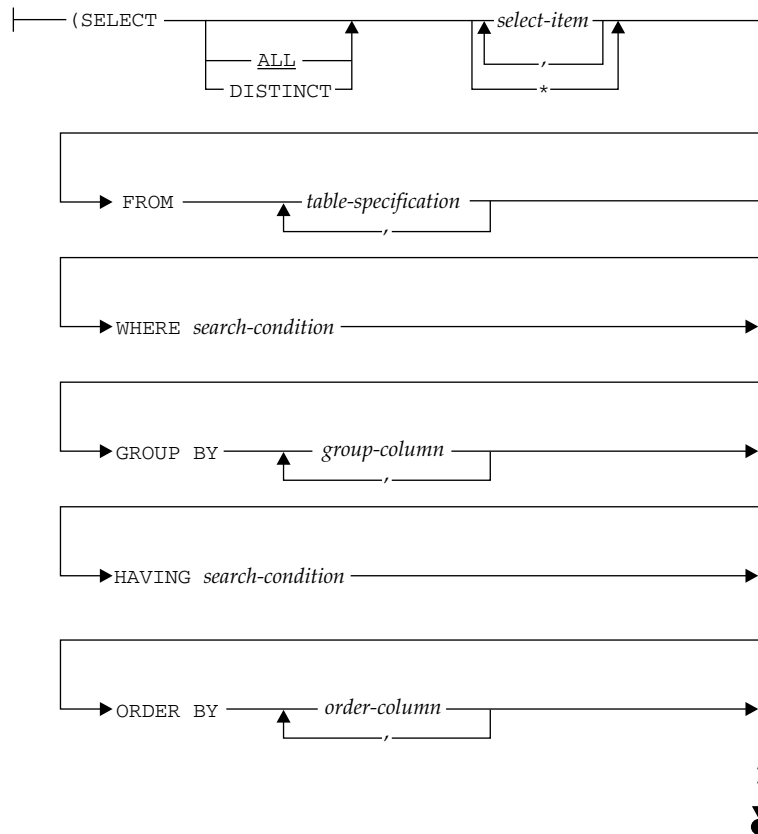 (SELECT select-item
ALL ,
DISTINCT *
FROM table-specification
,
WHERE search-condition
GROUP BY group-column
,
HAVING search-condition
ORDER BY order-column
,